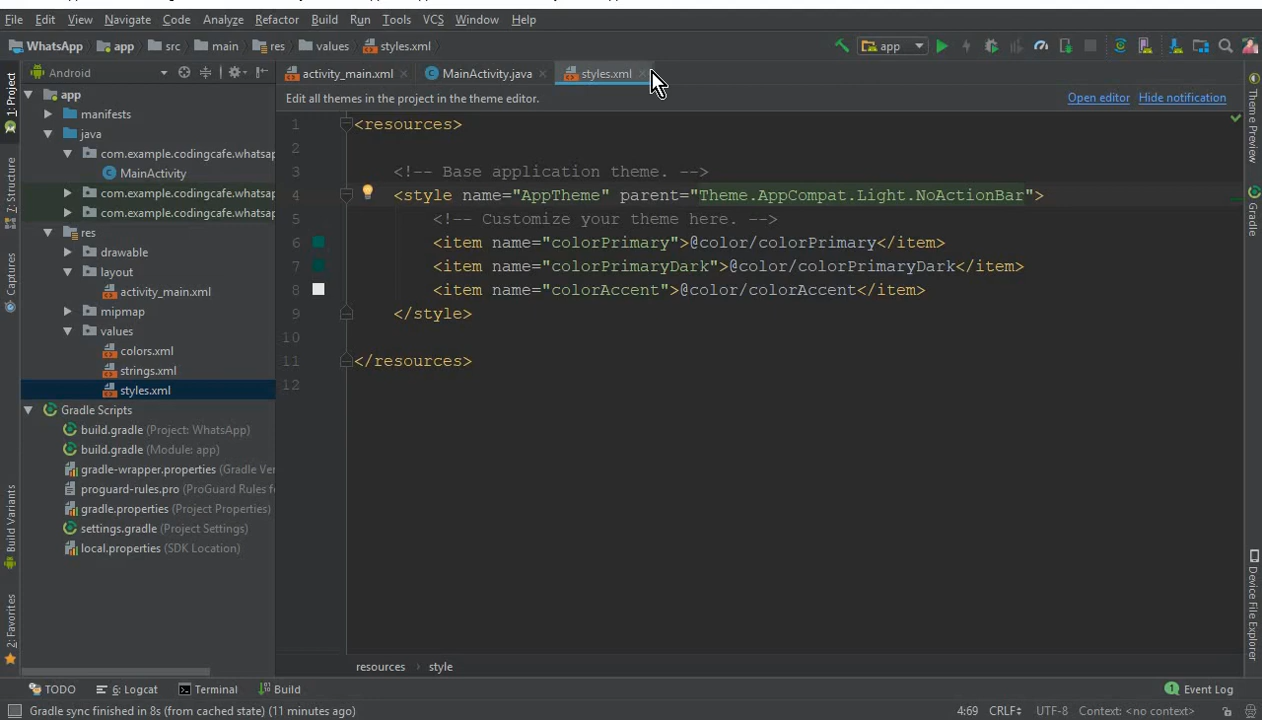 File Edit View Navigate Code Analyze Refactor Build Run Tools VCS Window Help
WhatsApp app src main res values styles.xml app
Android
activity_main.xml MainActivity.java styles.xml
Edit all themes in the project in the theme editor. Open editor Hide notification
1: Project
Z: Structure
Captures
Build Variants
2: Favorites
app
manifests
java
com.example.codingcafe.whatsap
MainActivity
com.example.codingcafe.whatsap
com.example.codingcafe.whatsap
res
drawable
layout
activity_main.xml
mipmap
values
colors.xml
strings.xml
styles.xml
Gradle Scripts
build.gradle (Project: WhatsApp)
build.gradle (Module: app)
gradle-wrapper.properties (Gradle Ver
proguard-rules.pro (ProGuard Rules fo
gradle.properties (Project Properties)
settings.gradle (Project Settings)
local.properties (SDK Location)
1 <resources>
2
3 <!-- Base application theme. -->
4 <style name="AppTheme" parent="Theme.AppCompat.Light.NoActionBar">
5 <!-- Customize your theme here. -->
6 <item name="colorPrimary">@color/colorPrimary</item>
7 <item name="colorPrimaryDark">@color/colorPrimaryDark</item>
8 <item name="colorAccent">@color/colorAccent</item>
9 </style>
10
11 </resources>
12
Theme Preview
Gradle
Device File Explorer
resources › style
TODO 6: Logcat Terminal Build 1 Event Log
Gradle sync finished in 8s (from cached state) (11 minutes ago) 4:69 CRLF UTF-8 Context: <no context>